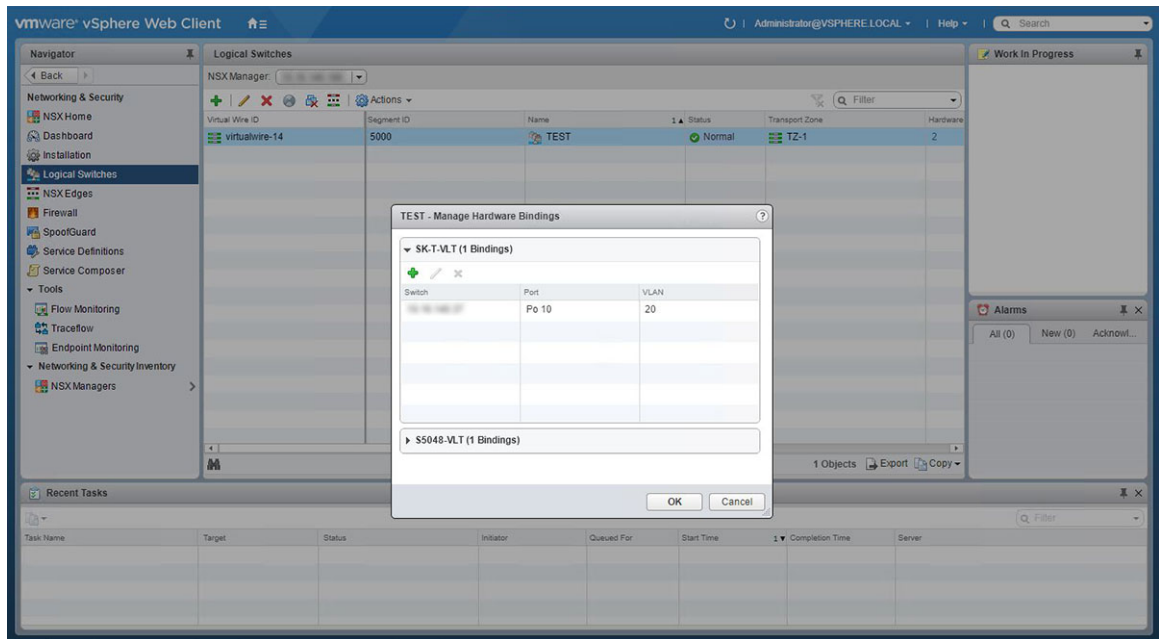 vmware® vSphere Web Client
Administrator@VSPHERE.LOCAL
Help
Search
Navigator
Back
Networking & Security
NSX Home
Dashboard
Installation
Logical Switches
NSX Edges
Firewall
SpoofGuard
Service Definitions
Service Composer
Tools
Flow Monitoring
Traceflow
Endpoint Monitoring
Networking & Security Inventory
NSX Managers
Logical Switches
NSX Manager:
Actions
Filter
Virtual Wire ID Segment ID Name 1 Status Transport Zone Hardware
virtualwire-14 5000 TEST Normal TZ-1 2
1 Objects Export Copy
TEST - Manage Hardware Bindings
SK-T-VLT (1 Bindings)
Switch Port VLAN
Po 10 20
S5048-VLT (1 Bindings)
OK Cancel
Work In Progress
Alarms
All (0) New (0) Acknowl...
Recent Tasks
Filter
Task Name Target Status Initiator Queued For Start Time 1 Completion Time Server